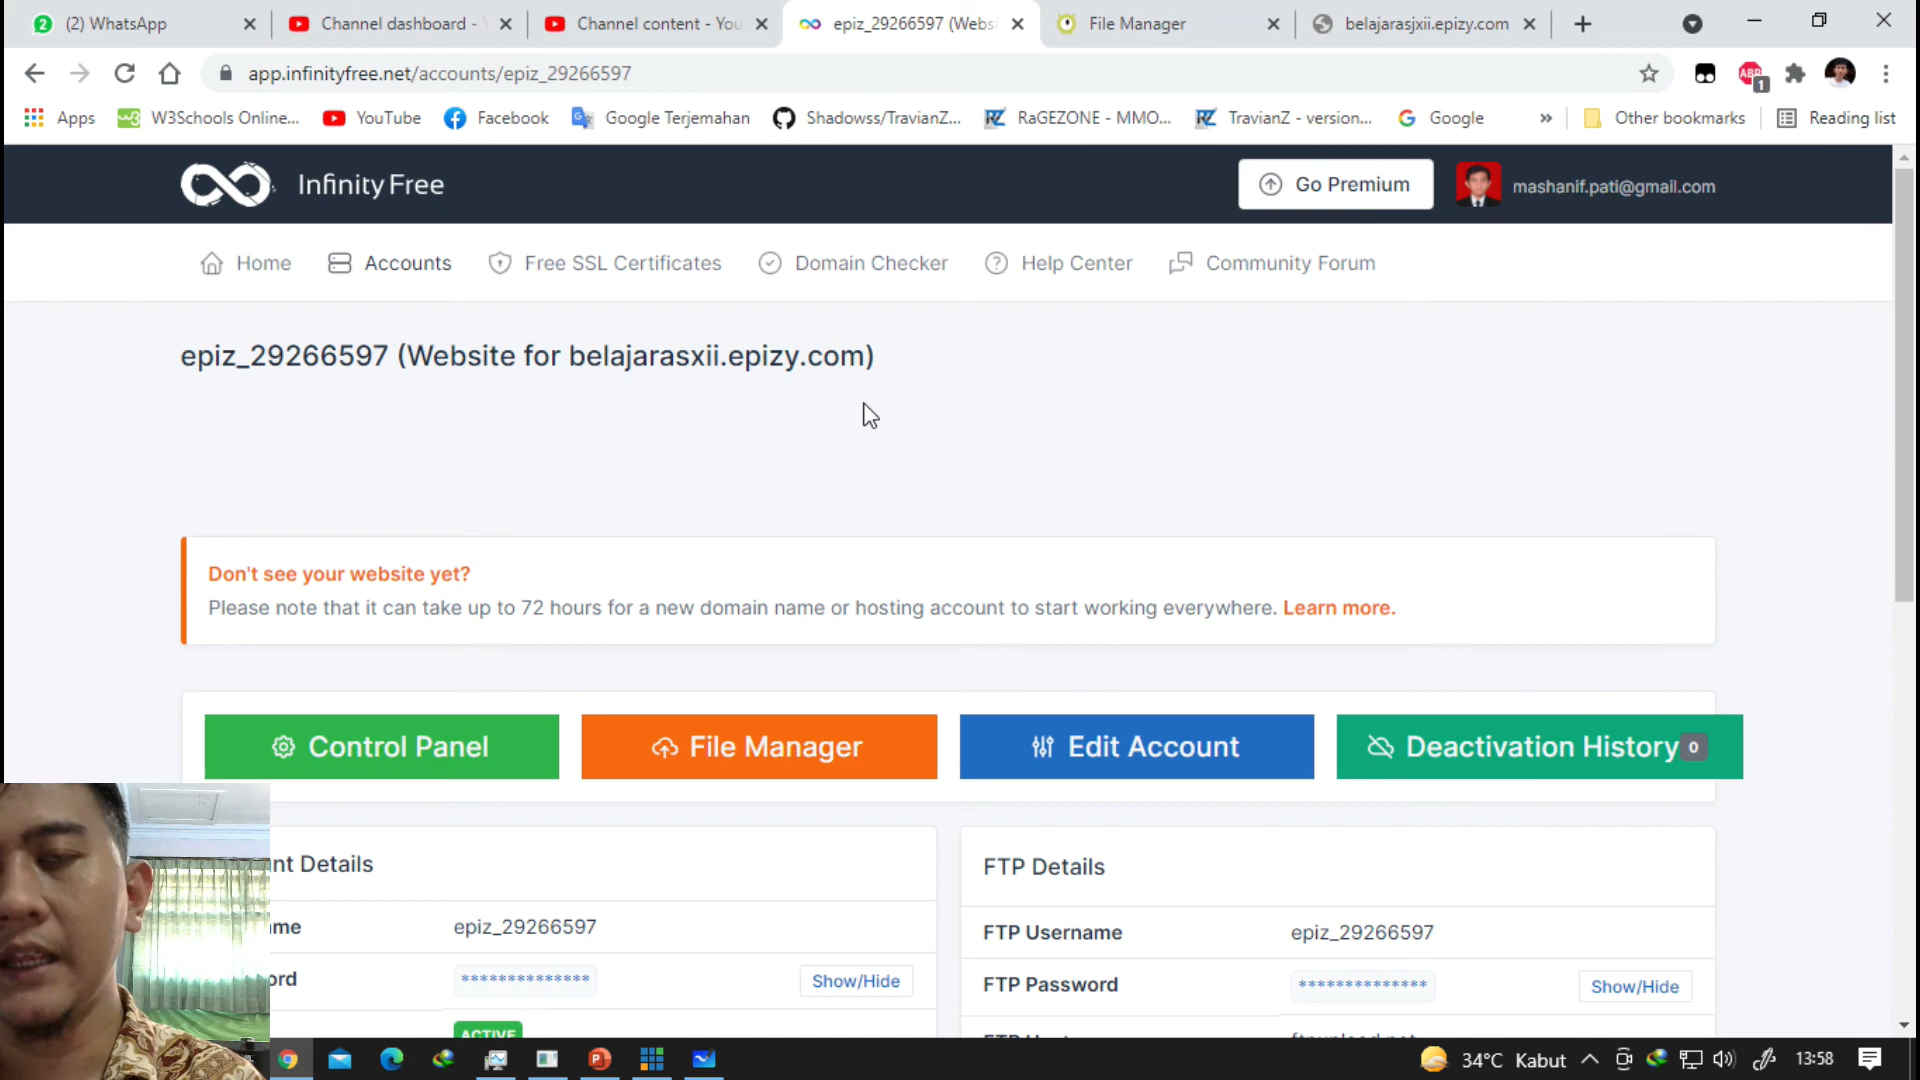 (2) WhatsApp
Channel dashboard -
Channel content - You
epiz_29266597 (Websi
File Manager
belajarasjxii.epizy.com
app.infinityfree.net/accounts/epiz_29266597
ABP
1
Apps
W3Schools Online...
YouTube
Facebook
Google Terjemahan
Shadowss/TravianZ...
RaGEZONE - MMO...
TravianZ - version...
Google
»
Other bookmarks
Reading list
Infinity Free
Go Premium
mashanif.pati@gmail.com
Home
Accounts
Free SSL Certificates
Domain Checker
Help Center
Community Forum
epiz_29266597 (Website for belajarasxii.epizy.com)
Don't see your website yet?
Please note that it can take up to 72 hours for a new domain name or hosting account to start working everywhere. Learn more.
Control Panel
File Manager
Edit Account
Deactivation History 0
nt Details
me
epiz_29266597
ord
**************
Show/Hide
ACTIVE
FTP Details
FTP Username
epiz_29266597
FTP Password
**************
Show/Hide
34°C Kabut
13:58